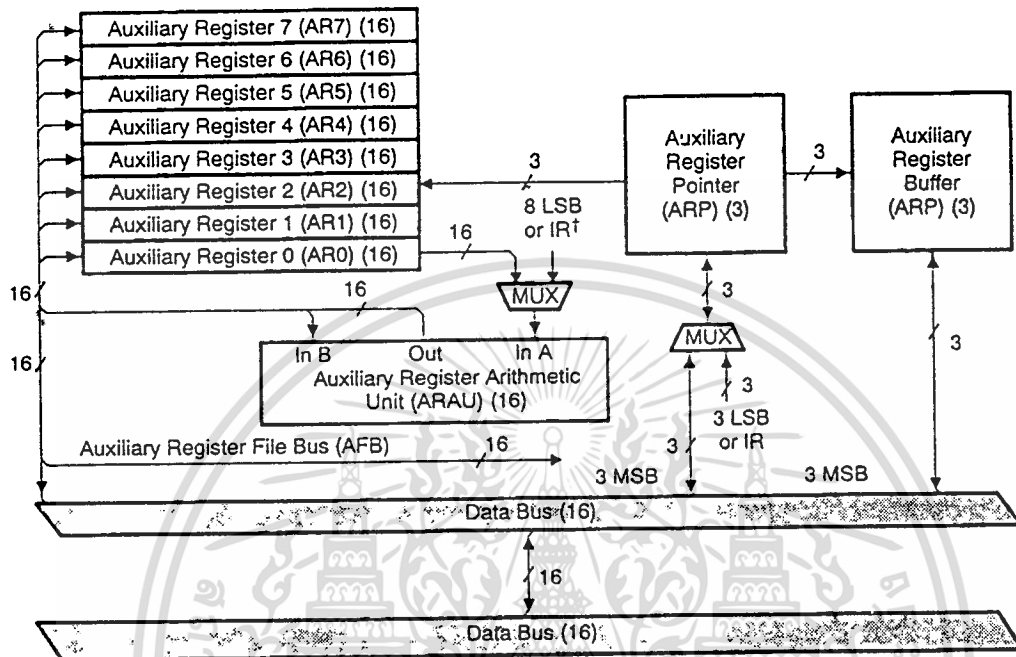 Auxiliary Register 7 (AR7) (16)
Auxiliary Register 6 (AR6) (16)
Auxiliary Register 5 (AR5) (16)
Auxiliary Register 4 (AR4) (16)
Auxiliary Register 3 (AR3) (16)
Auxiliary Register 2 (AR2) (16)
Auxiliary Register 1 (AR1) (16)
Auxiliary Register 0 (AR0) (16)
Auxiliary
Register
Pointer
(ARP) (3)
Auxiliary
Register
Buffer
(ARP) (3)
3
3
8 LSB
or IR†
16
MUX
16
16
16
In B
Out
In A
Auxiliary Register Arithmetic
Unit (ARAU) (16)
3
MUX
3
3 LSB
or IR
3
3
Auxiliary Register File Bus (AFB)
16
3 MSB
3 MSB
Data Bus (16)
16
Data Bus (16)